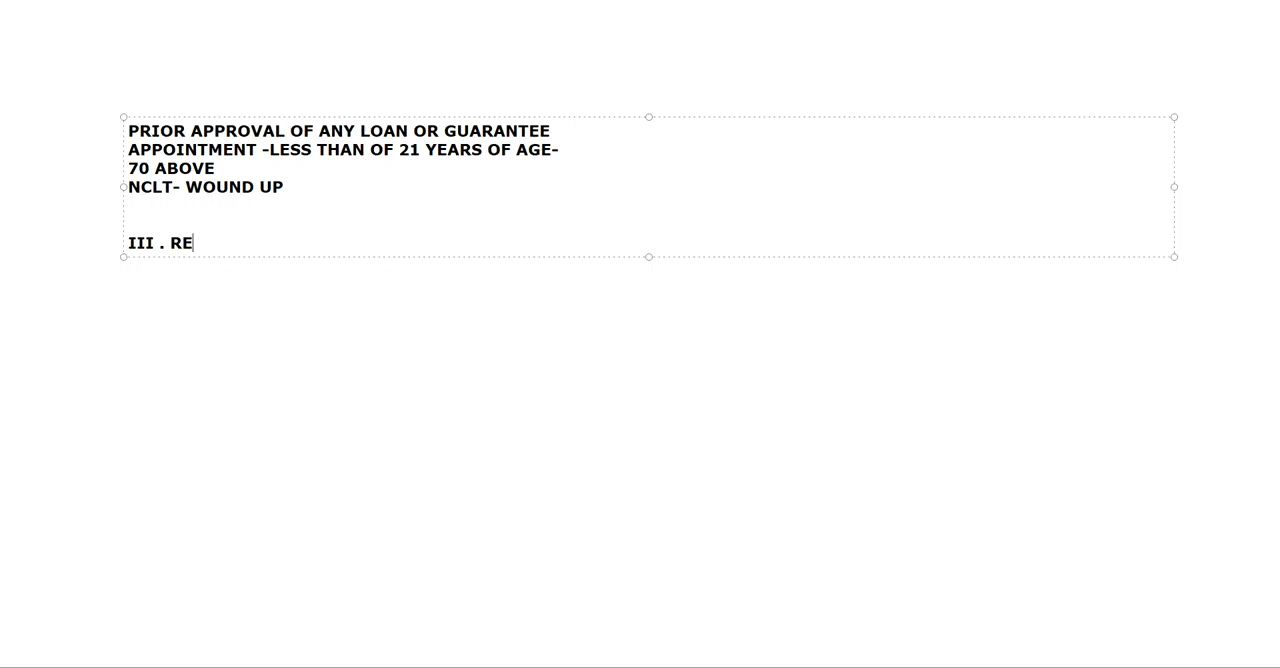 PRIOR APPROVAL OF ANY LOAN OR GUARANTEE
APPOINTMENT -LESS THAN OF 21 YEARS OF AGE-
70 ABOVE
NCLT- WOUND UP
III . RE